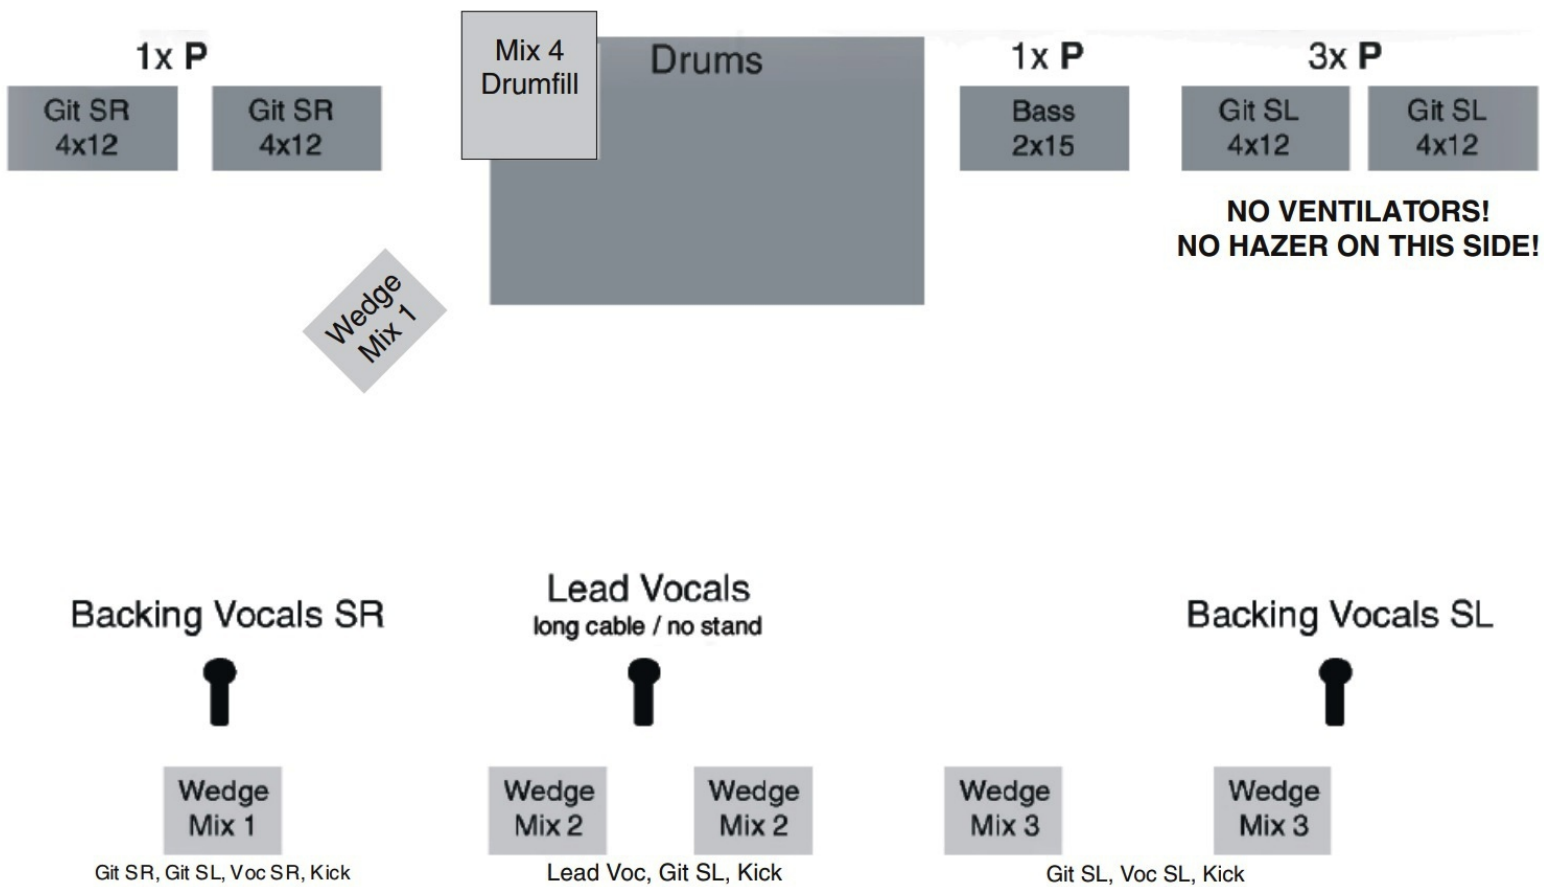 1x P
Mix 4
Drumfill
Drums
1x P
3x P
Git SR
4x12
Git SR
4x12
Bass
2x15
Git SL
4x12
Git SL
4x12
NO VENTILATORS!
NO HAZER ON THIS SIDE!
Wedge
Mix 1
Backing Vocals SR
Lead Vocals
long cable / no stand
Backing Vocals SL
Wedge
Mix 1
Git SR, Git SL, Voc SR, Kick
Wedge
Mix 2
Wedge
Mix 2
Lead Voc, Git SL, Kick
Wedge
Mix 3
Wedge
Mix 3
Git SL, Voc SL, Kick